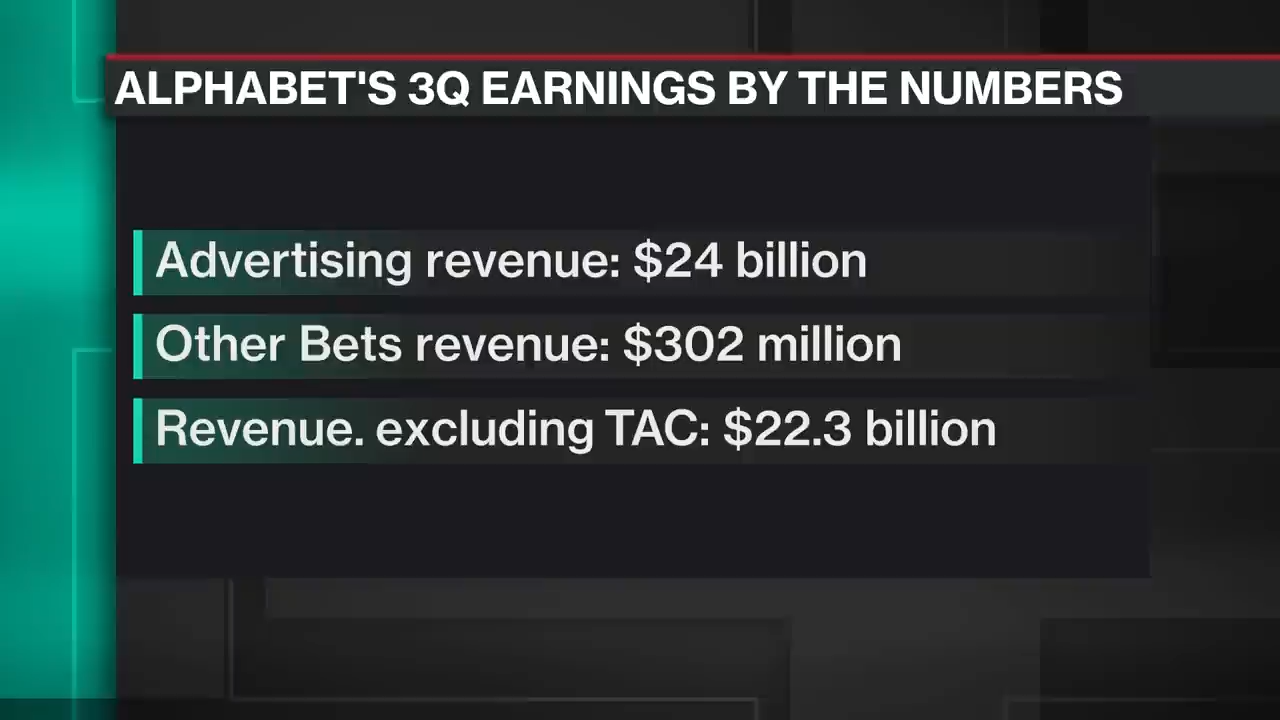 ALPHABET'S 3Q EARNINGS BY THE NUMBERS
Advertising revenue: $24 billion
Other Bets revenue: $302 million
Revenue. excluding TAC: $22.3 billion